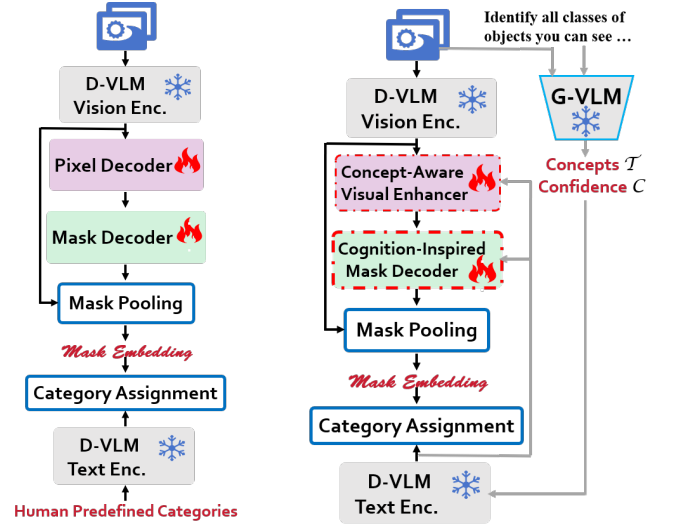 D-VLM
Vision Enc.
Pixel Decoder
Mask Decoder
Mask Pooling
Mask Embedding
Category Assignment
D-VLM
Text Enc.
Human Predefined Categories
Identify all classes of
objects you can see ...
D-VLM
Vision Enc.
G-VLM
Concepts 𝒯
Confidence 𝒞
Concept-Aware
Visual Enhancer
Cognition-Inspired
Mask Decoder
Mask Pooling
Mask Embedding
Category Assignment
D-VLM
Text Enc.